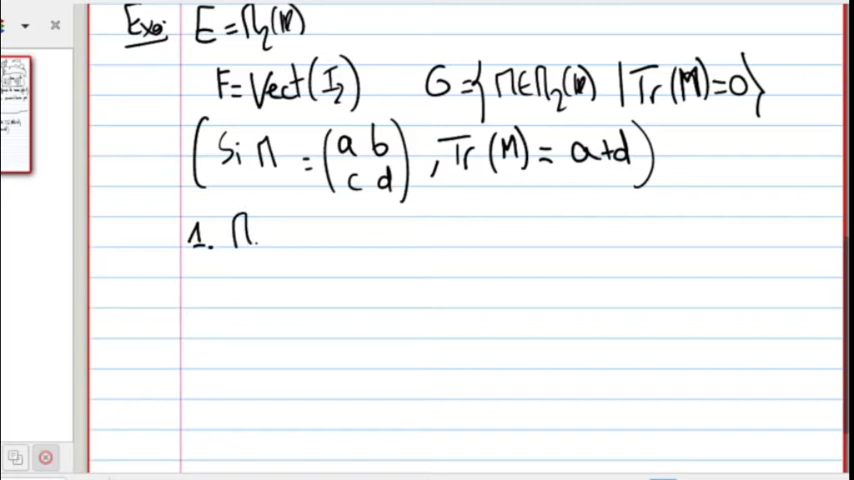 Exo: E = M₂(K)
F = Vect(I₂) G = {M ∈ M₂(K) | Tr(M) = 0}
(Si M = (a b
c d), Tr(M) = a+d)
1. M